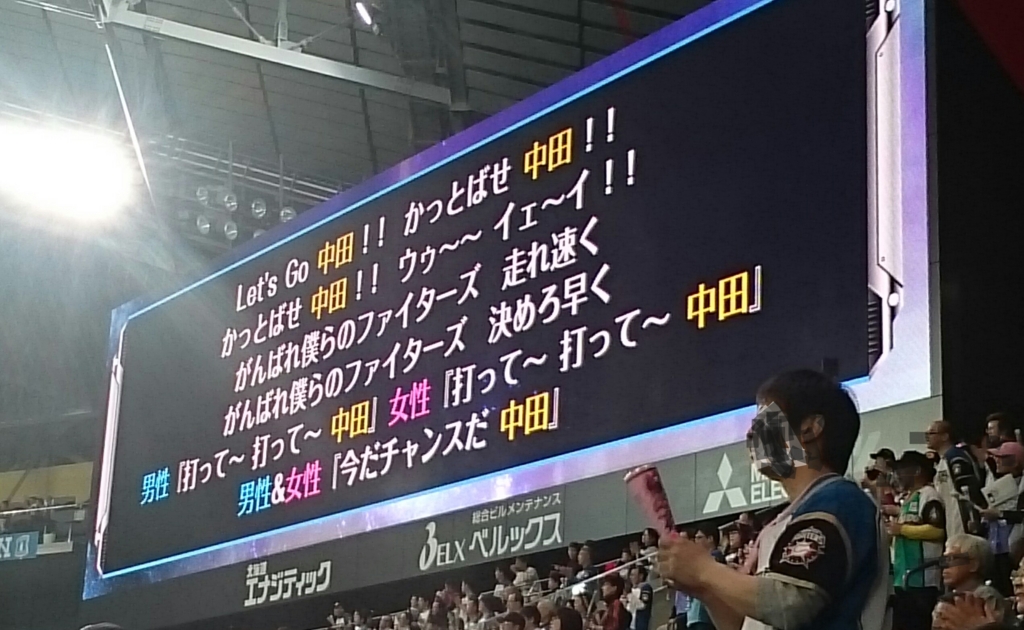 Let's Go 中田!! かっとばせ 中田!!
かっとばせ 中田!! ウゥ〜〜 イェ〜イ!!
がんばれ僕らのファイターズ 走れ速く
がんばれ僕らのファイターズ 決めろ早く
男性『打って〜 打って〜 中田』 女性『打って〜 打って〜 中田』
男性&女性『今だチャンスだ 中田』
総合ビルメンテナンス
ELX ベルックス
北海道
エナジティック
FIGHTERS